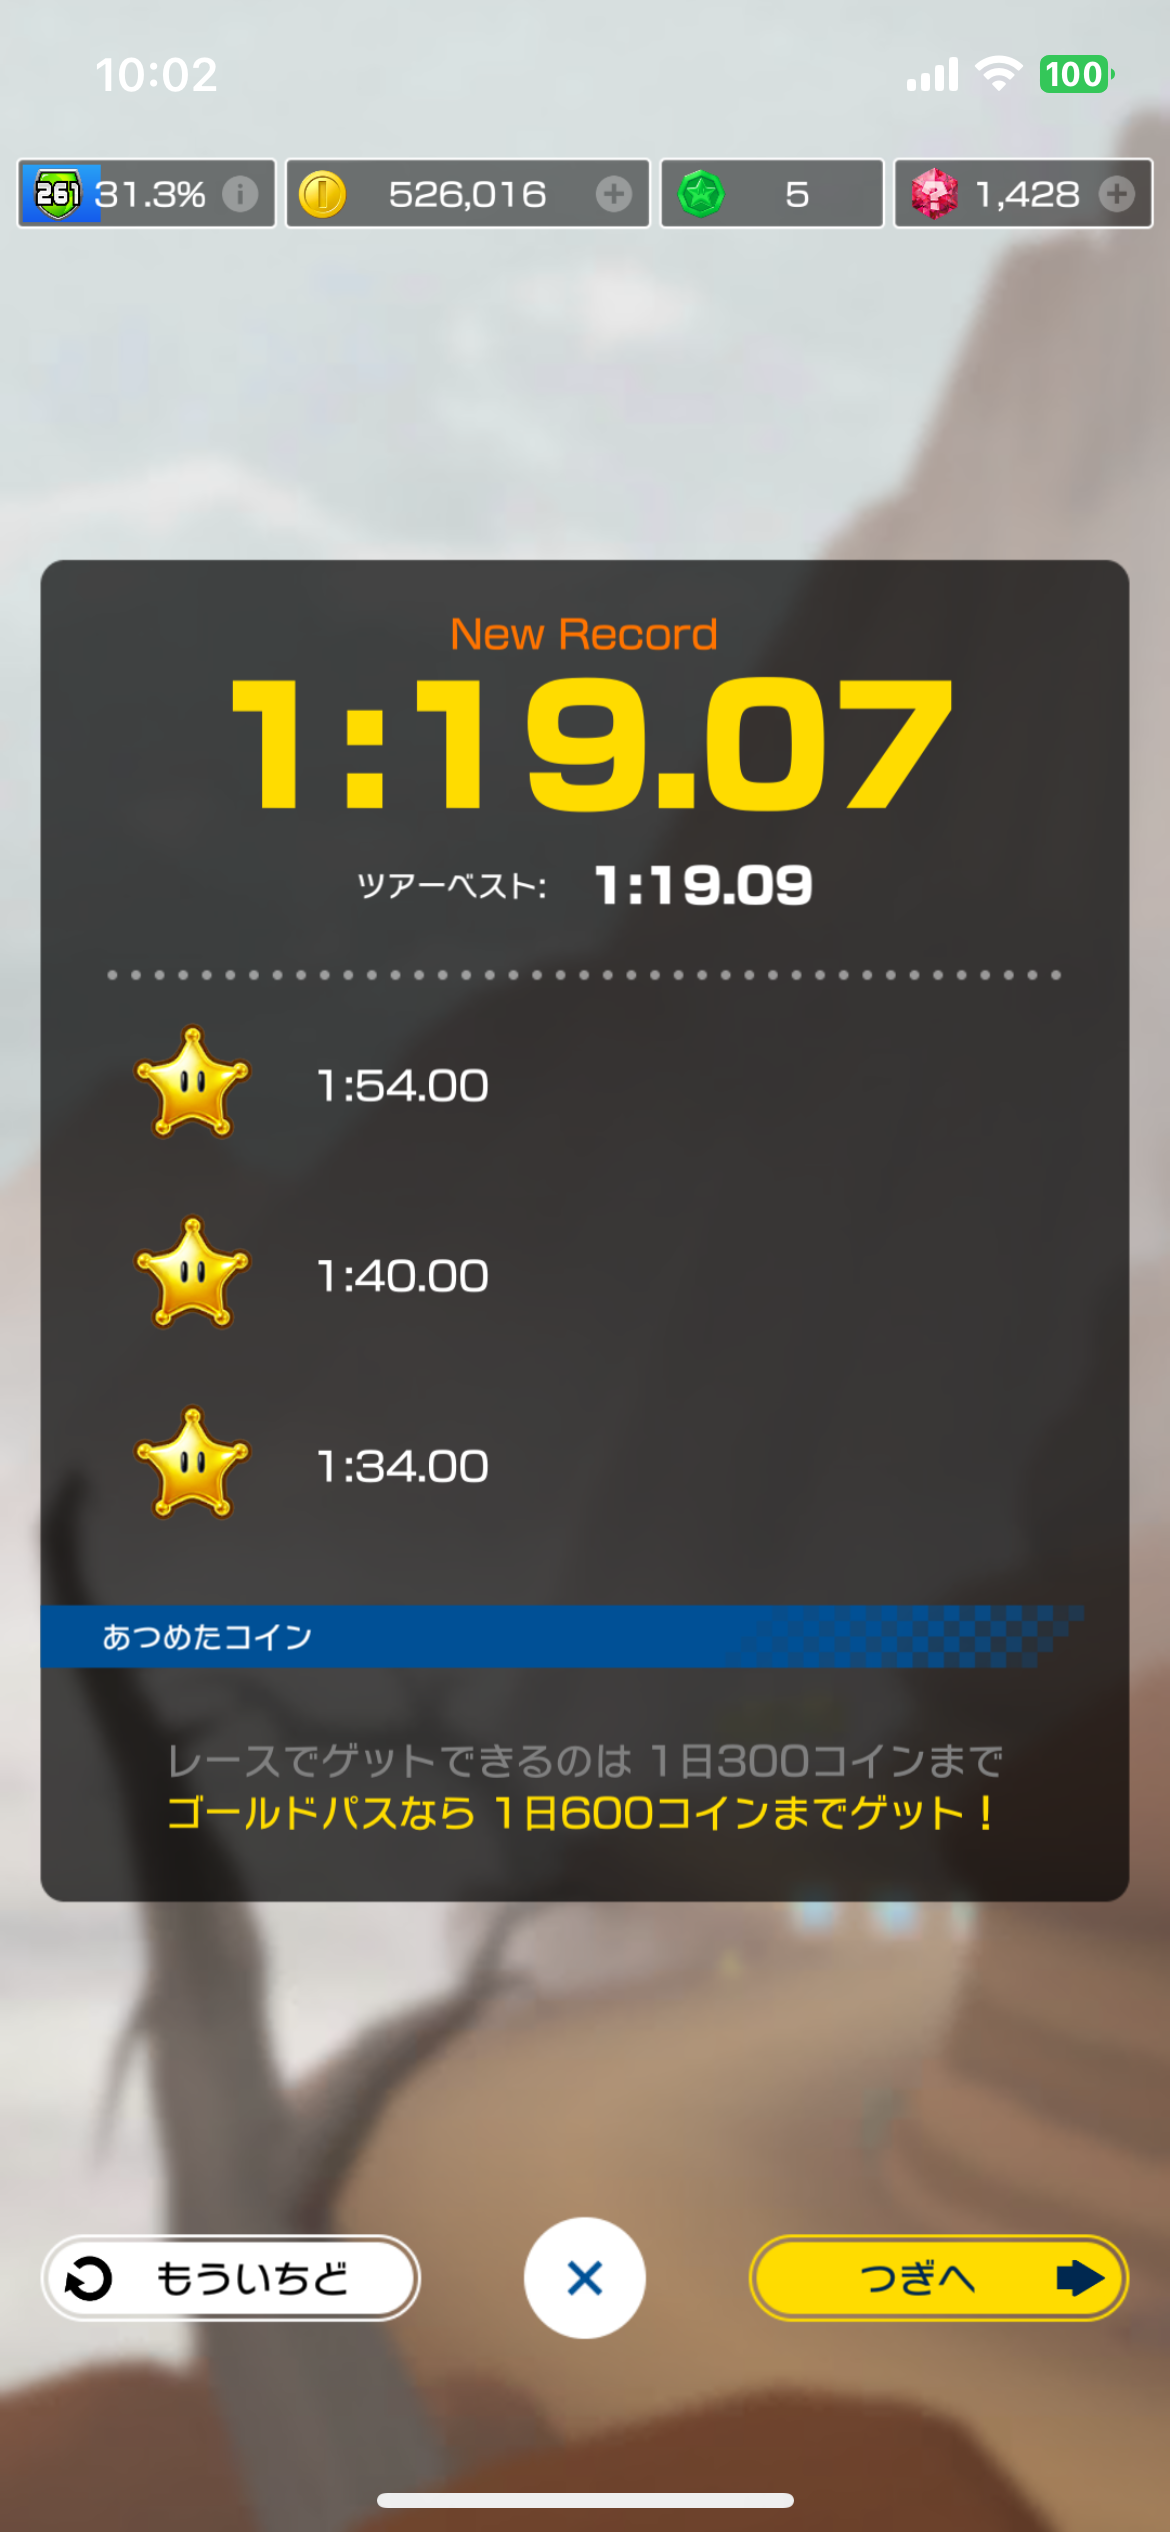 10:02
100
261 31.3% i 526,016 + 5 1,428 +
New Record
1:19.07
ツアーベスト: 1:19.09
1:54.00
1:40.00
1:34.00
あつめたコイン
レースでゲットできるのは 1日300コインまで
ゴールドパスなら 1日600コインまでゲット！
もういちど
つぎへ